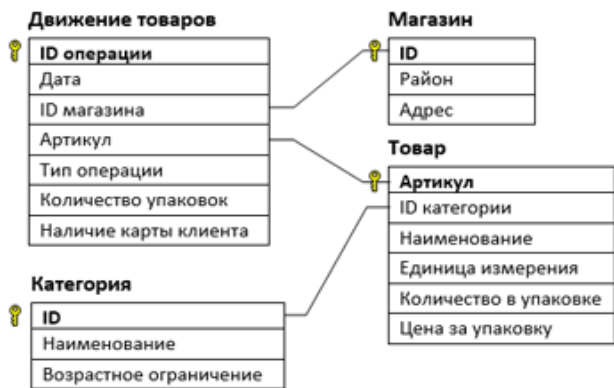 Движение товаров
ID операции
Дата
ID магазина
Артикул
Тип операции
Количество упаковок
Наличие карты клиента
Магазин
ID
Район
Адрес
Товар
Артикул
ID категории
Наименование
Единица измерения
Количество в упаковке
Цена за упаковку
Категория
ID
Наименование
Возрастное ограничение